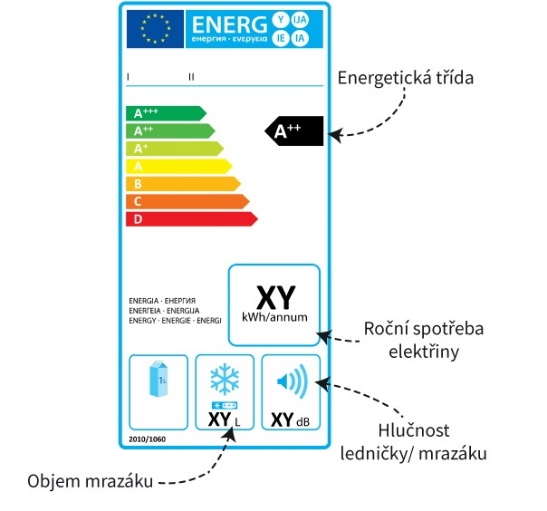 ENERG Y IJA IE IA
енергия · ενεργεια
I II
Energetická třída
A+++
A++
A++
A+
A
B
C
D
XY
kWh/annum
ENERGIA · ЕНЕРГИЯ
ΕΝΕΡΓΕΙΑ · ENERGIJA
ENERGY · ENERGIE · ENERGI
Roční spotřeba
elektřiny
1L
XY L
XY dB
2010/1060
Hlučnost
ledničky/ mrazáku
Objem mrazáku